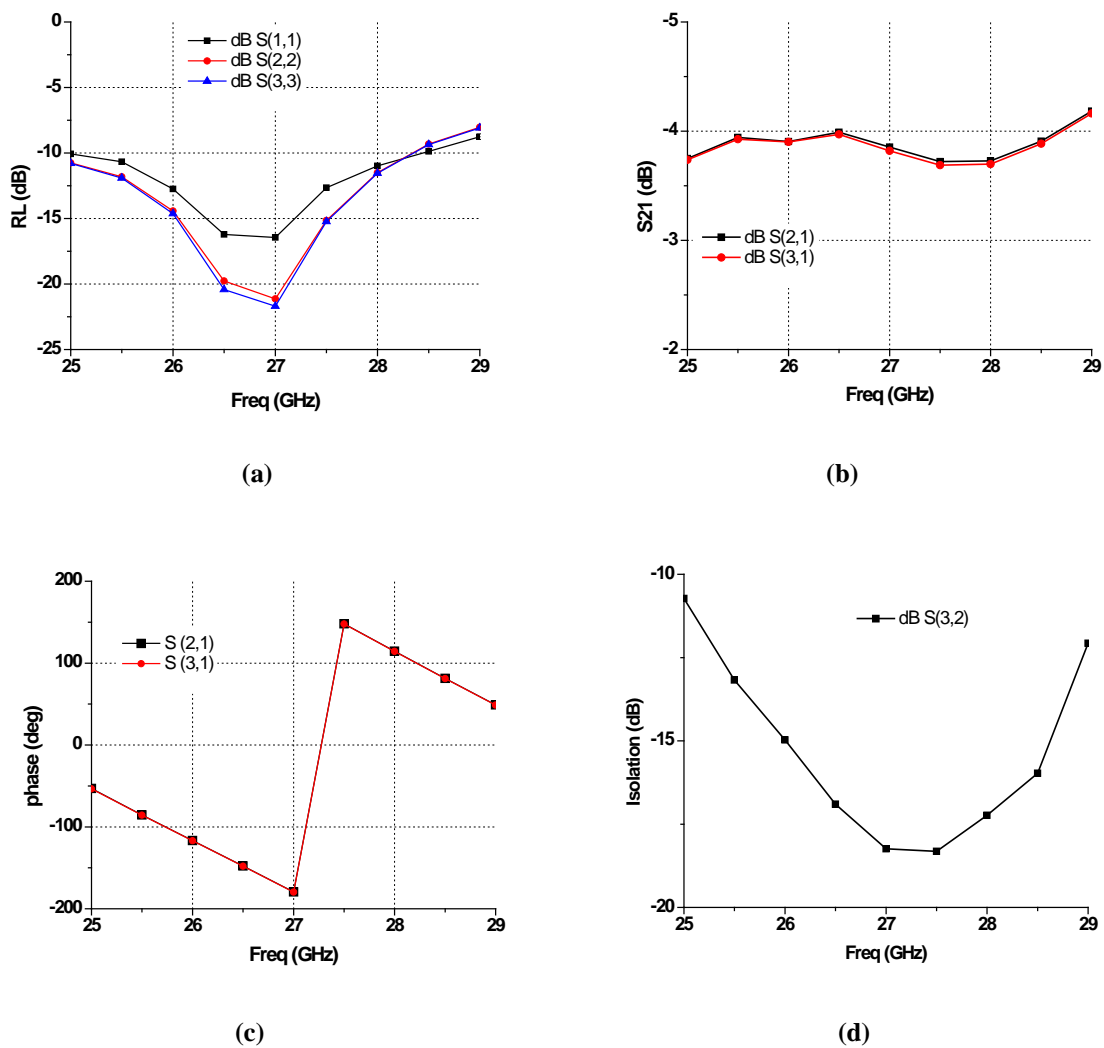 0
-5
-10
-15
-20
-25
RL (dB)
dB S(1,1)
dB S(2,2)
dB S(3,3)
25 26 27 28 29
Freq (GHz)
(a)
-5
-4
-3
-2
S21 (dB)
dB S(2,1)
dB S(3,1)
25 26 27 28 29
Freq (GHz)
(b)
200
100
0
-100
-200
phase (deg)
S (2,1)
S (3,1)
25 26 27 28 29
Freq (GHz)
(c)
-10
-15
-20
Isolation (dB)
dB S(3,2)
25 26 27 28 29
Freq (GHz)
(d)